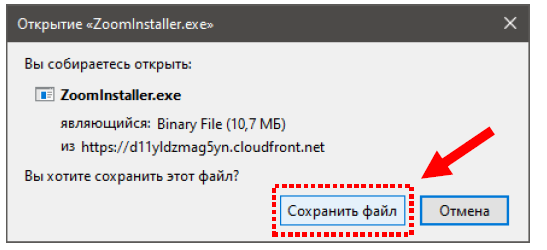 Открытие «ZoomInstaller.exe»
Вы собираетесь открыть:
ZoomInstaller.exe
являющийся: Binary File (10,7 МБ)
из https://d11yldzmag5yn.cloudfront.net
Вы хотите сохранить этот файл?
Сохранить файл Отмена